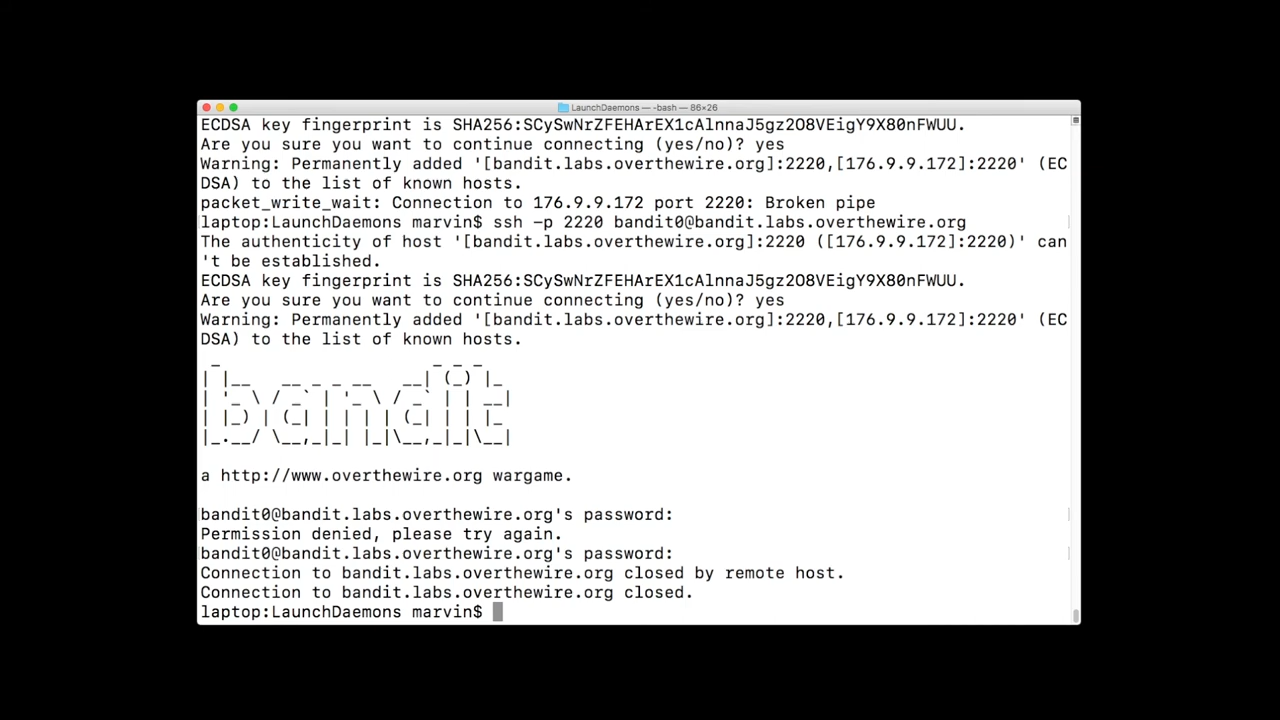 LaunchDaemons — -bash — 86×26
ECDSA key fingerprint is SHA256:SCySwNrZFEHArEX1cAlnnaJ5gz2O8VEigY9X80nFWUU.
Are you sure you want to continue connecting (yes/no)? yes
Warning: Permanently added '[bandit.labs.overthewire.org]:2220,[176.9.9.172]:2220' (EC
DSA) to the list of known hosts.
packet_write_wait: Connection to 176.9.9.172 port 2220: Broken pipe
laptop:LaunchDaemons marvin$ ssh -p 2220 bandit0@bandit.labs.overthewire.org
The authenticity of host '[bandit.labs.overthewire.org]:2220 ([176.9.9.172]:2220)' can
't be established.
ECDSA key fingerprint is SHA256:SCySwNrZFEHArEX1cAlnnaJ5gz2O8VEigY9X80nFWUU.
Are you sure you want to continue connecting (yes/no)? yes
Warning: Permanently added '[bandit.labs.overthewire.org]:2220,[176.9.9.172]:2220' (EC
DSA) to the list of known hosts.
bandit
a http://www.overthewire.org wargame.
bandit0@bandit.labs.overthewire.org's password:
Permission denied, please try again.
bandit0@bandit.labs.overthewire.org's password:
Connection to bandit.labs.overthewire.org closed by remote host.
Connection to bandit.labs.overthewire.org closed.
laptop:LaunchDaemons marvin$